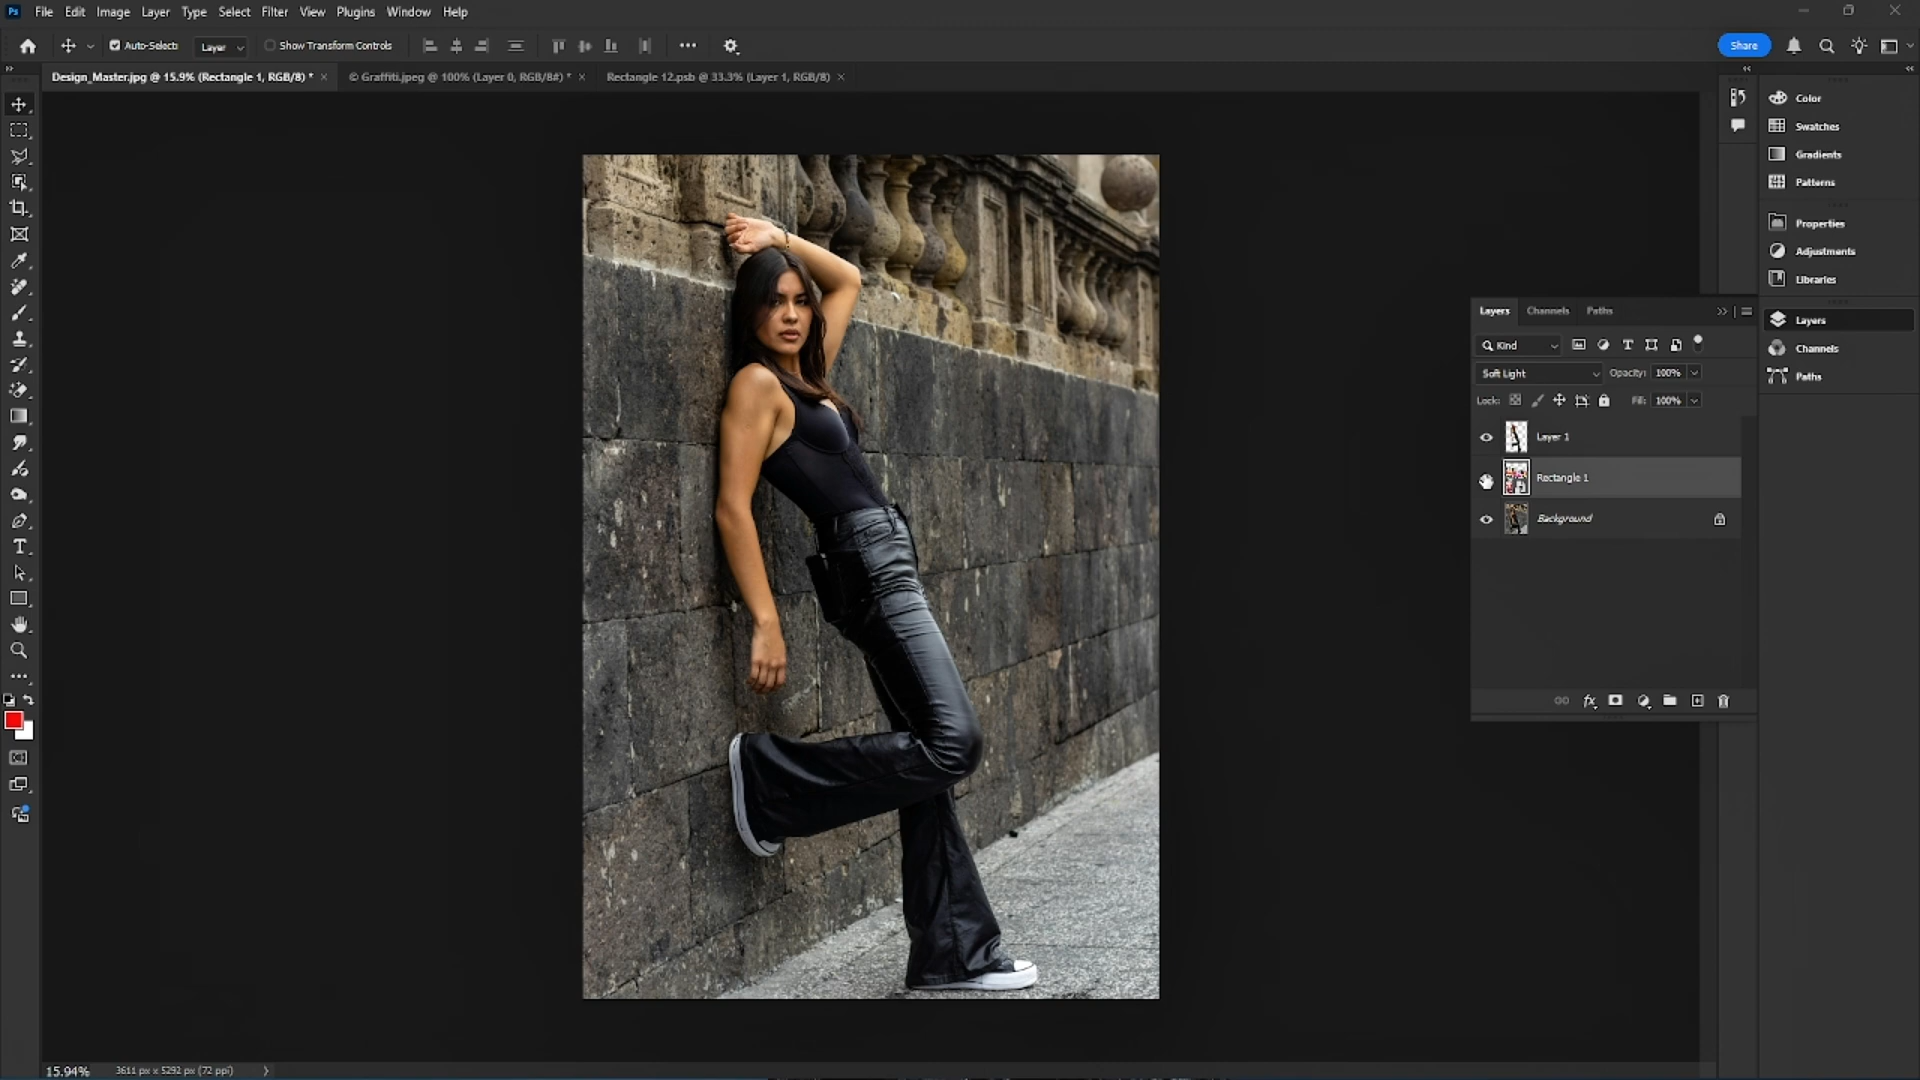 Ps File Edit Image Layer Type Select Filter View Plugins Window Help
Auto-Select: Layer Show Transform Controls Share
Design_Master.jpg @ 15.9% (Rectangle 1, RGB/8) * × © Graffiti.jpeg @ 100% (Layer 0, RGB/8#) * × Rectangle 12.psb @ 33.3% (Layer 1, RGB/8) ×
Color
Swatches
Gradients
Patterns
Properties
Adjustments
Libraries
Layers
Channels
Paths
Layers Channels Paths
Kind
Soft Light Opacity: 100%
Lock: Fill: 100%
Layer 1
Rectangle 1
Background
fx
15.94% 3611 px x 5292 px (72 ppi)